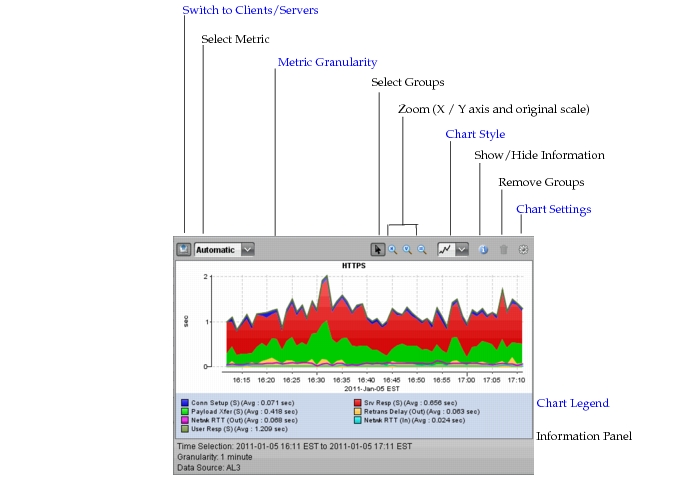 Switch to Clients/Servers
Select Metric
Metric Granularity
Select Groups
Zoom (X / Y axis and original scale)
Chart Style
Show/Hide Information
Remove Groups
Chart Settings
Automatic
HTTPS
2
1
0
sec
16:15 16:20 16:25 16:30 16:35 16:40 16:45 16:50 16:55 17:00 17:05 17:10
2011-Jan-05 EST
Conn Setup (S) (Avg : 0.071 sec)
Srv Resp (S) (Avg : 0.656 sec)
Payload Xfer (S) (Avg : 0.418 sec)
Retrans Delay (S) (Avg : 0.063 sec)
Netwk RTT (Out) (Avg : 0.068 sec)
Netwk RTT (In) (Avg : 0.024 sec)
User Resp (S) (Avg : 1.209 sec)
Chart Legend
Information Panel
Time Selection: 2011-01-05 16:11 EST to 2011-01-05 17:11 EST
Granularity: 1 minute
Data Source: AL3